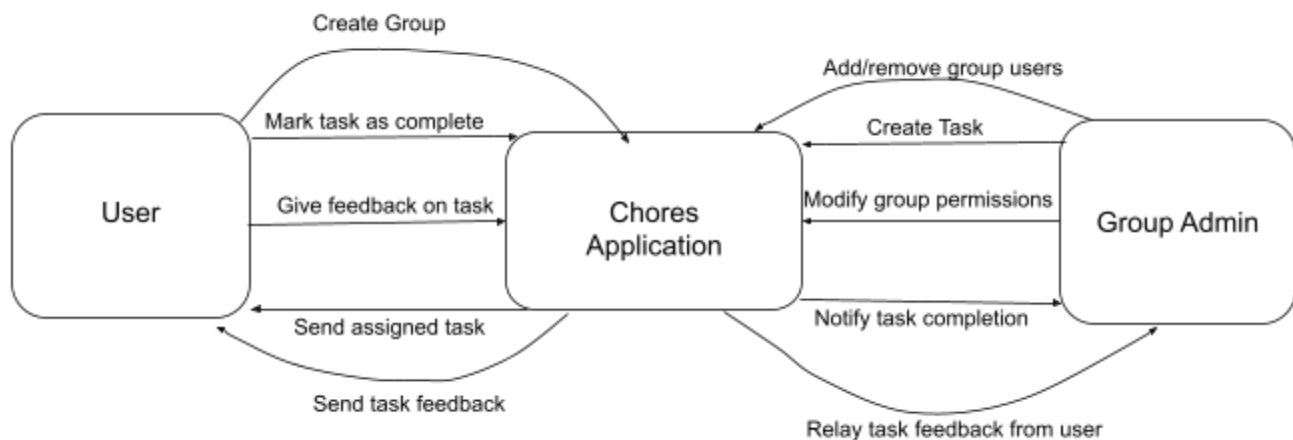 Create Group
Add/remove group users
Mark task as complete
Create Task
User
Give feedback on task
Chores
Application
Modify group permissions
Group Admin
Send assigned task
Notify task completion
Send task feedback
Relay task feedback from user